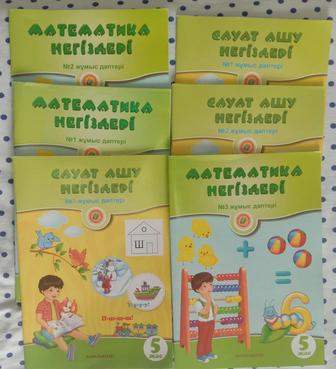 МАТЕМАТИКА
НЕГІЗДЕРІ
№2 жұмыс дәптері
САУАТ АШУ
НЕГІЗДЕРІ
№1 жұмыс дәптері
МАТЕМАТИКА
НЕГІЗДЕРІ
№1 жұмыс дәптері
САУАТ АШУ
НЕГІЗДЕРІ
№2 жұмыс дәптері
САУАТ АШУ
НЕГІЗДЕРІ
№3 жұмыс дәптері
О
Ш
У-у-у-у!
Ш-ш-ш-ш!
5
жас
МАТЕМАТИКА
НЕГІЗДЕРІ
№3 жұмыс дәптері
+
=
6
5
жас